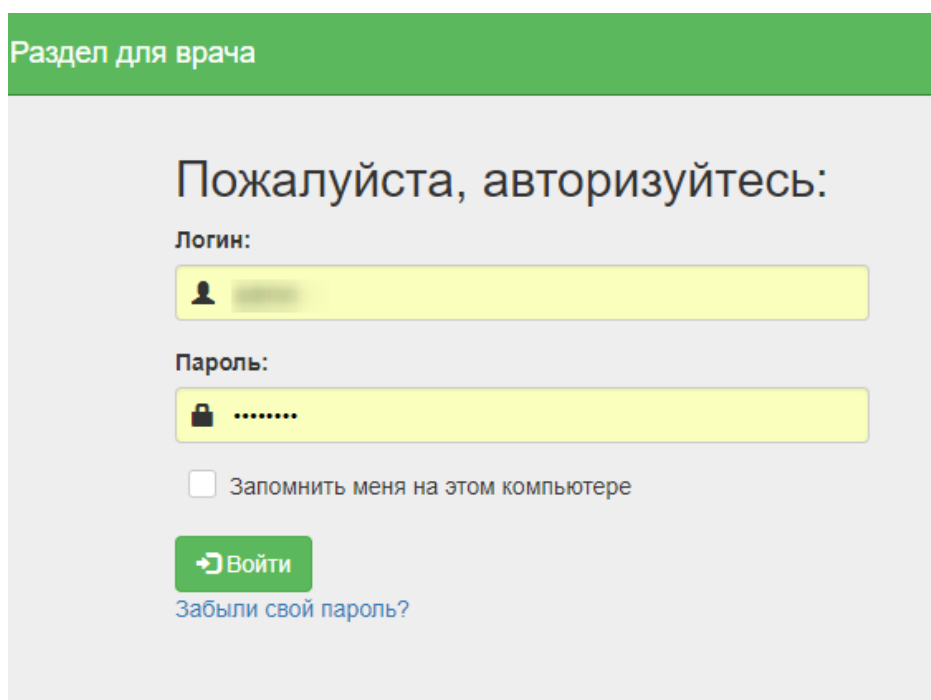 Раздел для врача
Пожалуйста, авторизуйтесь:
Логин:
Пароль:
••••••••
Запомнить меня на этом компьютере
Войти
Забыли свой пароль?